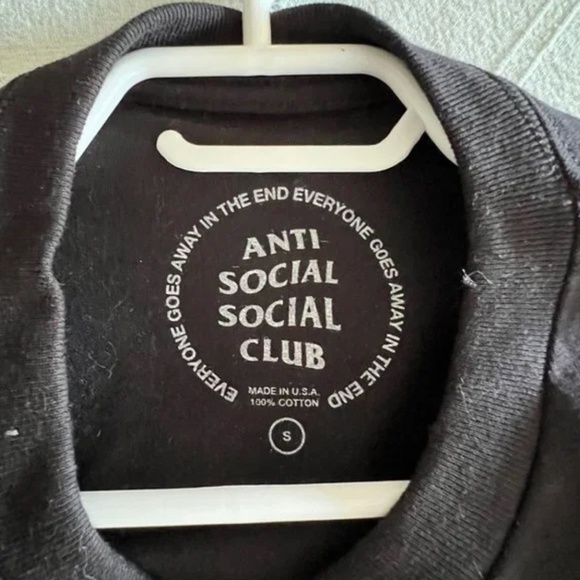 EVERYONE GOES AWAY IN THE END EVERYONE GOES AWAY IN THE END
ANTI
SOCIAL
SOCIAL
CLUB
MADE IN U.S.A.
100% COTTON
S